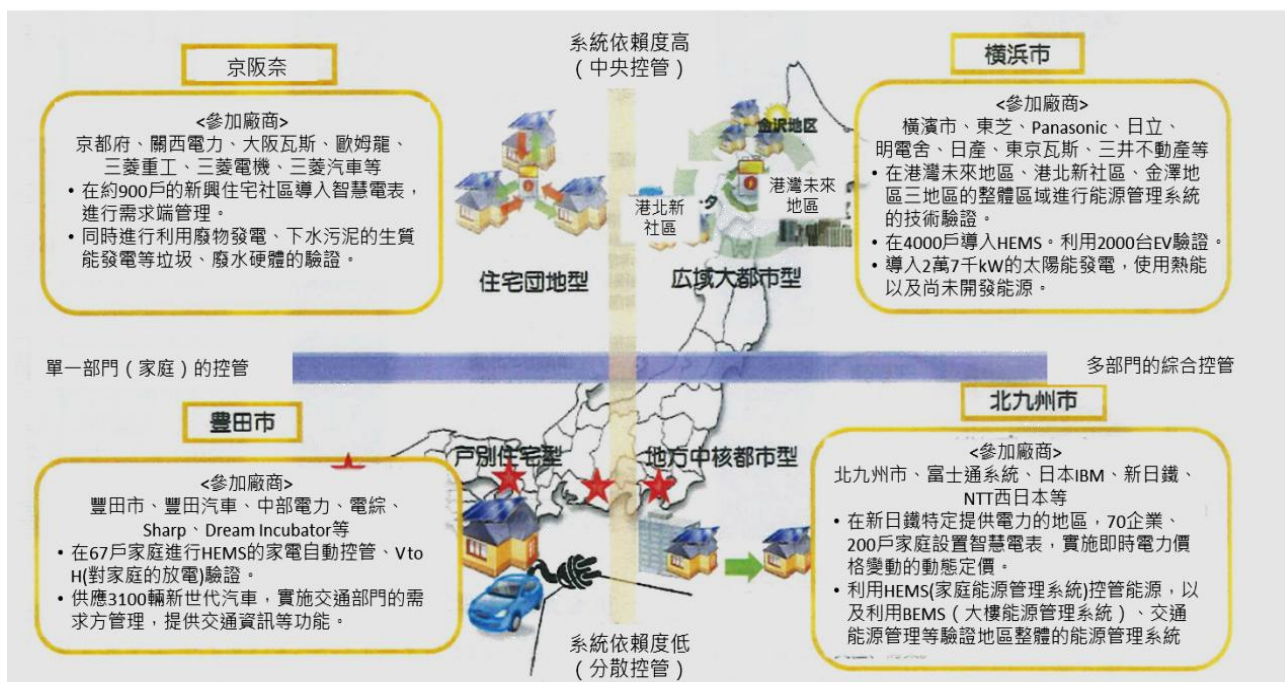 系統依賴度高
（中央控管）
京阪奈
<參加廠商>
京都府、關西電力、大阪瓦斯、歐姆龍、
三菱重工、三菱電機、三菱汽車等
• 在約900戶的新興住宅社區導入智慧電表，
進行需求端管理。
• 同時進行利用廢物發電、下水污泥的生質
能發電等垃圾、廢水硬體的驗證。
住宅団地型
橫浜市
<參加廠商>
橫濱市、東芝、Panasonic、日立、
明電舍、日產、東京瓦斯、三井不動產等
• 在港灣未來地區、港北新社區、金澤地
區三地區的整體區域進行能源管理系統
的技術驗證。
• 在4000戶導入HEMS。利用2000台EV驗證。
• 導入2萬7千kW的太陽能發電，使用熱能
以及尚未開發能源。
金沢地区
港灣未來
地區
港北新
社區
タ
広域大都市型
單一部門（家庭）的控管
多部門的綜合控管
豊田市
<參加廠商>
豐田市、豐田汽車、中部電力、電綜、
Sharp、Dream Incubator等
• 在67戶家庭進行HEMS的家電自動控管、V to
H(對家庭的放電)驗證。
• 供應3100輛新世代汽車，實施交通部門的需
求方管理，提供交通資訊等功能。
戸別住宅型
地方中核都市型
北九州市
<參加廠商>
北九州市、富士通系統、日本IBM、新日鐵、
NTT西日本等
• 在新日鐵特定提供電力的地區，70企業、
200戶家庭設置智慧電表，實施即時電力價
格變動的動態定價。
• 利用HEMS(家庭能源管理系統)控管能源，以
及利用BEMS（大樓能源管理系統）、交通
能源管理等驗證地區整體的能源管理系統
系統依賴度低
（分散控管）